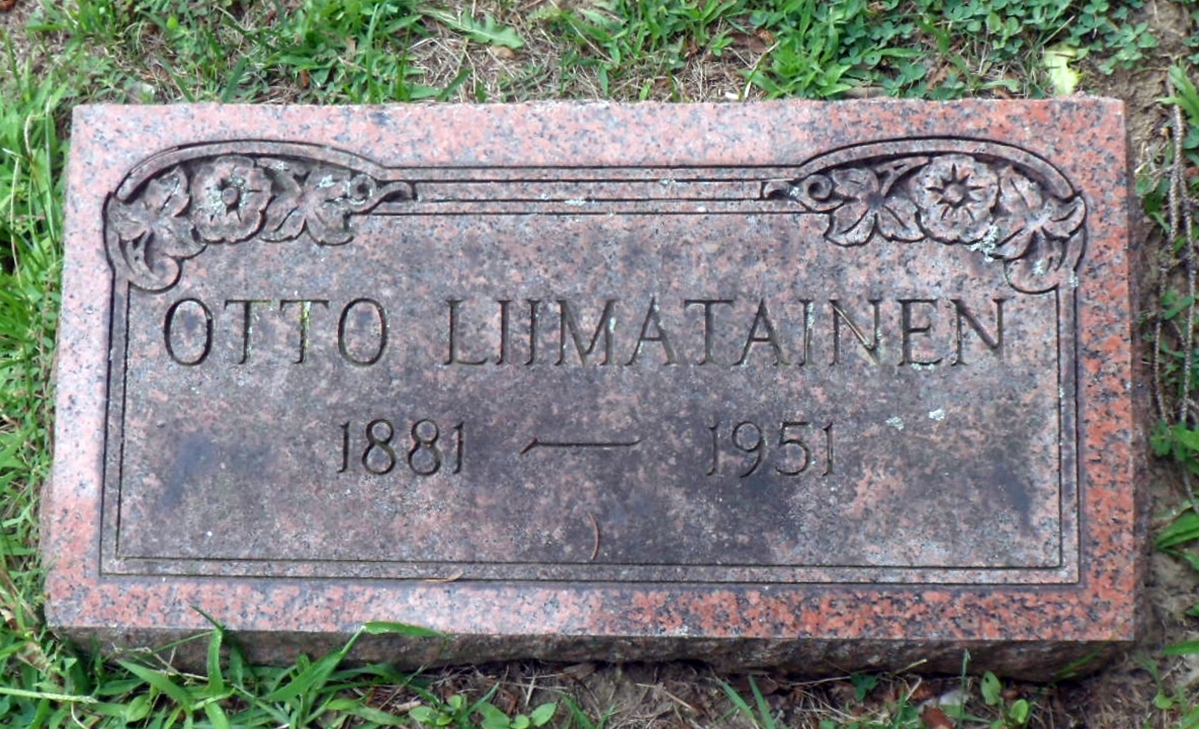 OTTO LIIMATAINEN
1881 — 1951